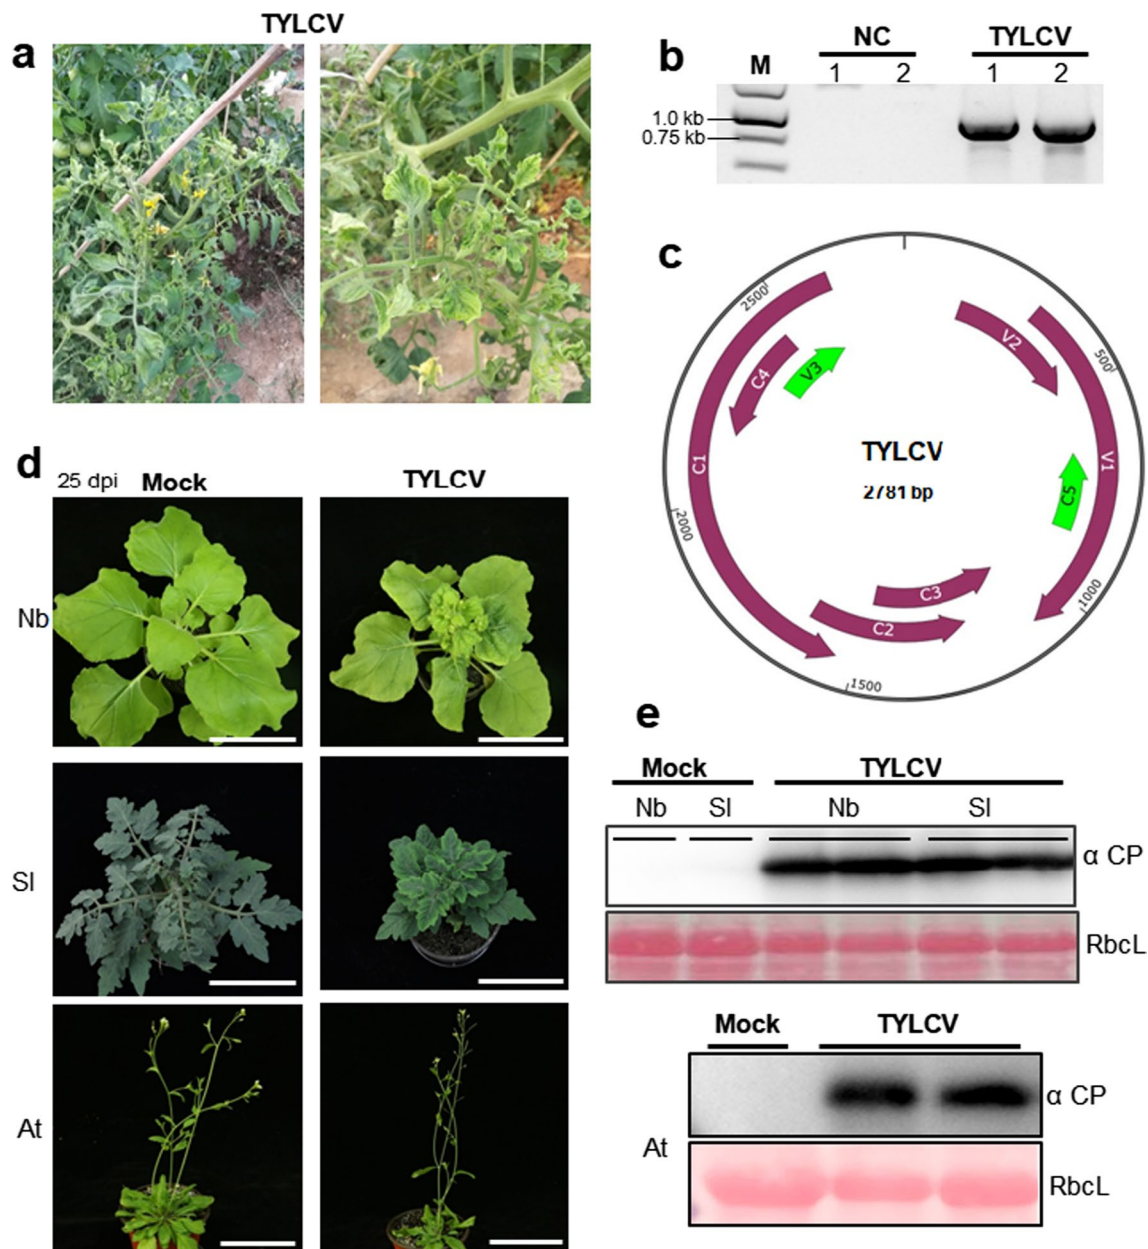 TYLCV
a
b
NC
TYLCV
M
1
2
1
2
1.0 kb
0.75 kb
c
2500
500
V2
C4
V3
C1
TYLCV
2781 bp
V1
C5
2000
C3
1000
C2
1500
d
25 dpi
Mock
TYLCV
Nb
Sl
At
e
Mock
TYLCV
Nb
Sl
Nb
Sl
α CP
RbcL
Mock
TYLCV
α CP
At
RbcL